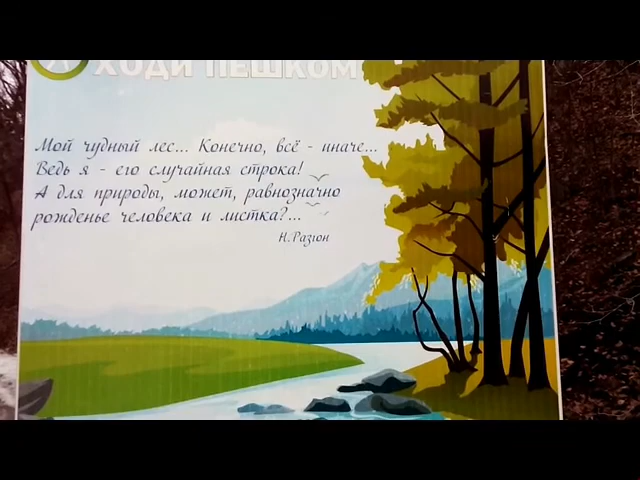 ХОДИ ПЕШКОМ
Мой чудный лес... Конечно, всё - иначе...
Ведь я - его случайная строка!
А для природы, может, равнозначно
рожденье человека и листка?...
Н.Разгон